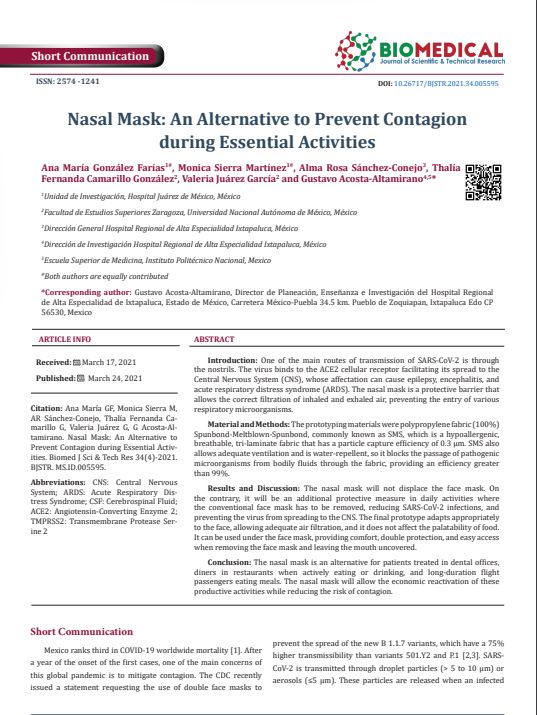 Short Communication
BIOMEDICAL
Journal of Scientific & Technical Research
ISSN: 2574 -1241
DOI: 10.26717/BJSTR.2021.34.005595
Nasal Mask: An Alternative to Prevent Contagion
during Essential Activities
Ana María González Farías¹#, Monica Sierra Martínez¹#, Alma Rosa Sánchez-Conejo³, Thalía
Fernanda Camarillo González², Valeria Juárez García² and Gustavo Acosta-Altamirano⁴,⁵*
¹Unidad de Investigación, Hospital Juárez de México, México
²Facultad de Estudios Superiores Zaragoza, Universidad Nacional Autónoma de México, México
³Dirección General Hospital Regional de Alta Especialidad Ixtapaluca, México
⁴Dirección de Investigación Hospital Regional de Alta Especialidad Ixtapaluca, México
⁵Escuela Superior de Medicina, Instituto Politécnico Nacional, Mexico
#Both authors are equally contributed
*Corresponding author: Gustavo Acosta-Altamirano, Director de Planeación, Enseñanza e Investigación del Hospital Regional
de Alta Especialidad de Ixtapaluca, Estado de México, Carretera México-Puebla 34.5 km. Pueblo de Zoquiapan, Ixtapaluca Edo CP
56530, Mexico
ARTICLE INFO
Received: March 17, 2021
Published: March 24, 2021
Citation: Ana María GF, Monica Sierra M,
AR Sánchez-Conejo, Thalía Fernanda Ca-
marillo G, Valeria Juárez G, G Acosta-Al-
tamirano. Nasal Mask: An Alternative to
Prevent Contagion during Essential Activi-
ties. Biomed J Sci & Tech Res 34(4)-2021.
BJSTR. MS.ID.005595.
Abbreviations: CNS: Central Nervous
System; ARDS: Acute Respiratory Dis-
tress Syndrome; CSF: Cerebrospinal Fluid;
ACE2: Angiotensin-Converting Enzyme 2;
TMPRSS2: Transmembrane Protease Ser-
ine 2
ABSTRACT
Introduction: One of the main routes of transmission of SARS-CoV-2 is through
the nostrils. The virus binds to the ACE2 cellular receptor facilitating its spread to the
Central Nervous System (CNS), whose affectation can cause epilepsy, encephalitis, and
acute respiratory distress syndrome (ARDS). The nasal mask is a protective barrier that
allows the correct filtration of inhaled and exhaled air, preventing the entry of various
respiratory microorganisms.
Material and Methods: The prototyping materials were polypropylene fabric (100%)
Spunbond-Meltblown-Spunbond, commonly known as SMS, which is a hypoallergenic,
breathable, tri-laminate fabric that has a particle capture efficiency of 0.3 μm. SMS also
allows adequate ventilation and is water-repellent, so it blocks the passage of pathogenic
microorganisms from bodily fluids through the fabric, providing an efficiency greater
than 99%.
Results and Discussion: The nasal mask will not displace the face mask. On
the contrary, it will be an additional protective measure in daily activities where
the conventional face mask has to be removed, reducing SARS-CoV-2 infections, and
preventing the virus from spreading to the CNS. The final prototype adapts appropriately
to the face, allowing adequate air filtration, and it does not affect the palatability of food.
It can be used under the face mask, providing comfort, double protection, and easy access
when removing the face mask and leaving the mouth uncovered.
Conclusion: The nasal mask is an alternative for patients treated in dental offices,
diners in restaurants when actively eating or drinking, and long-duration flight
passengers eating meals. The nasal mask will allow the economic reactivation of these
productive activities while reducing the risk of contagion.
Short Communication
Mexico ranks third in COVID-19 worldwide mortality [1]. After
a year of the onset of the first cases, one of the main concerns of
this global pandemic is to mitigate contagion. The CDC recently
issued a statement requesting the use of double face masks to
prevent the spread of the new B 1.1.7 variants, which have a 75%
higher transmissibility than variants 501.Y2 and P.1 [2,3]. SARS-
CoV-2 is transmitted through droplet particles (> 5 to 10 μm) or
aerosols (≤5 μm). These particles are released when an infected